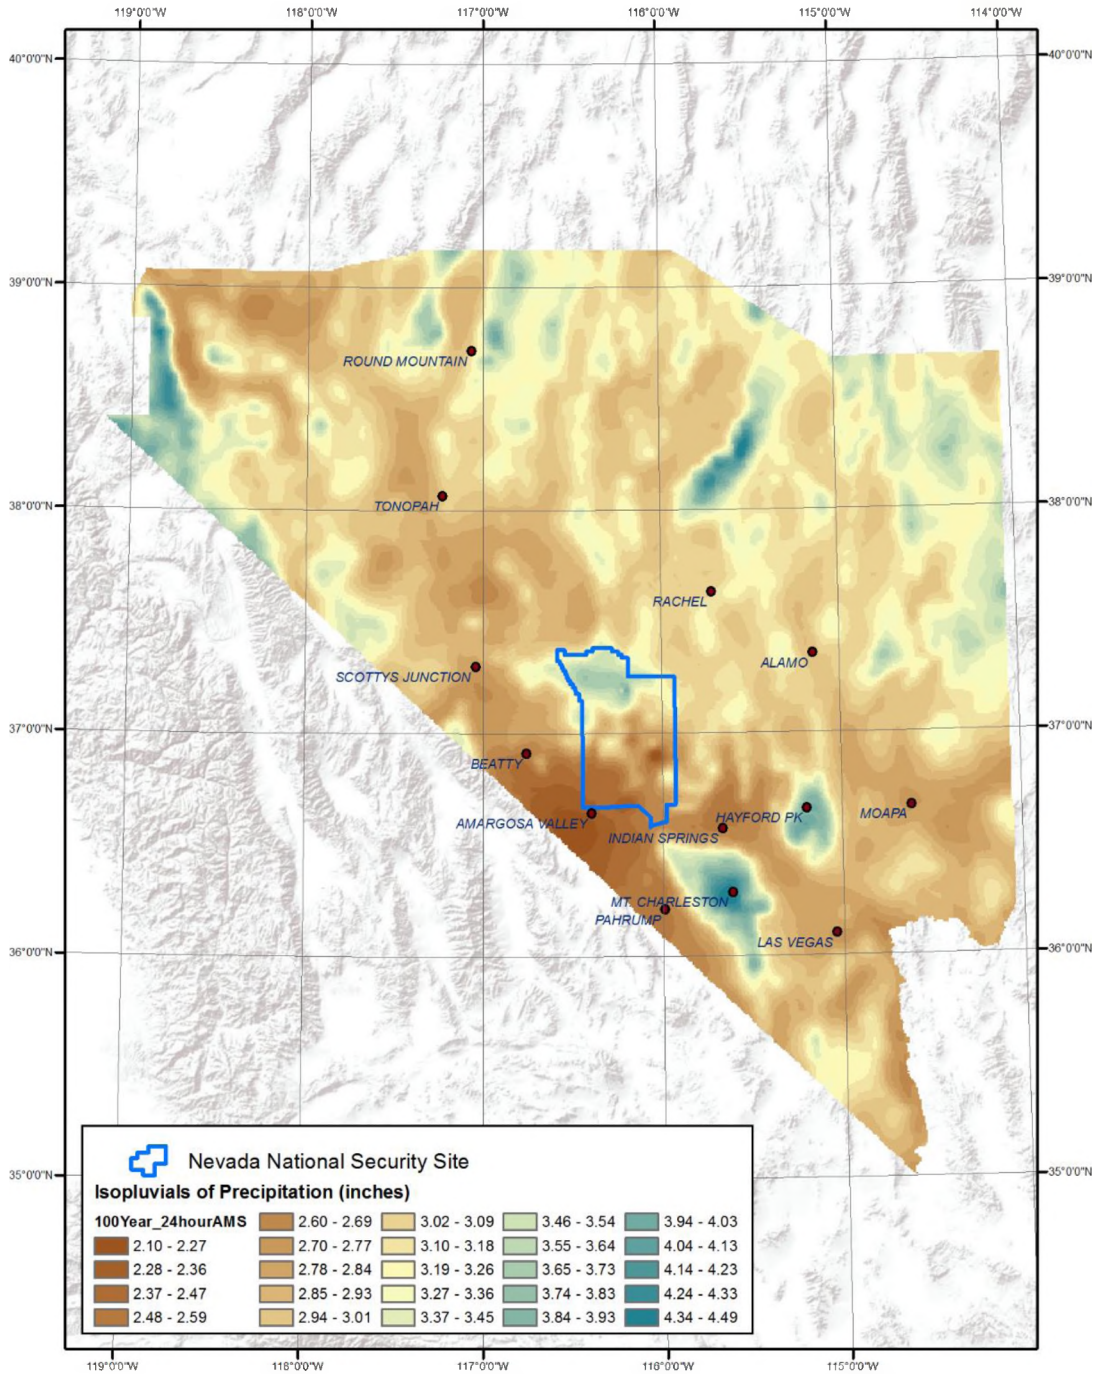 119°0'0"W 118°0'0"W 117°0'0"W 116°0'0"W 115°0'0"W 114°0'0"W
40°0'0"N 40°0'0"N
39°0'0"N 39°0'0"N
ROUND MOUNTAIN
TONOPAH
38°0'0"N 38°0'0"N
RACHEL
ALAMO
SCOTTYS JUNCTION
37°0'0"N 37°0'0"N
BEATTY
HAYFORD PK
MOAPA
AMARGOSA VALLEY
INDIAN SPRINGS
MT. CHARLESTON
PAHRUMP
LAS VEGAS
36°0'0"N 36°0'0"N
35°0'0"N 35°0'0"N
Nevada National Security Site
Isopluvials of Precipitation (inches)
100Year_24hourAMS 2.60 - 2.69 3.02 - 3.09 3.46 - 3.54 3.94 - 4.03
2.10 - 2.27 2.70 - 2.77 3.10 - 3.18 3.55 - 3.64 4.04 - 4.13
2.28 - 2.36 2.78 - 2.84 3.19 - 3.26 3.65 - 3.73 4.14 - 4.23
2.37 - 2.47 2.85 - 2.93 3.27 - 3.36 3.74 - 3.83 4.24 - 4.33
2.48 - 2.59 2.94 - 3.01 3.37 - 3.45 3.84 - 3.93 4.34 - 4.49
119°0'0"W 118°0'0"W 117°0'0"W 116°0'0"W 115°0'0"W